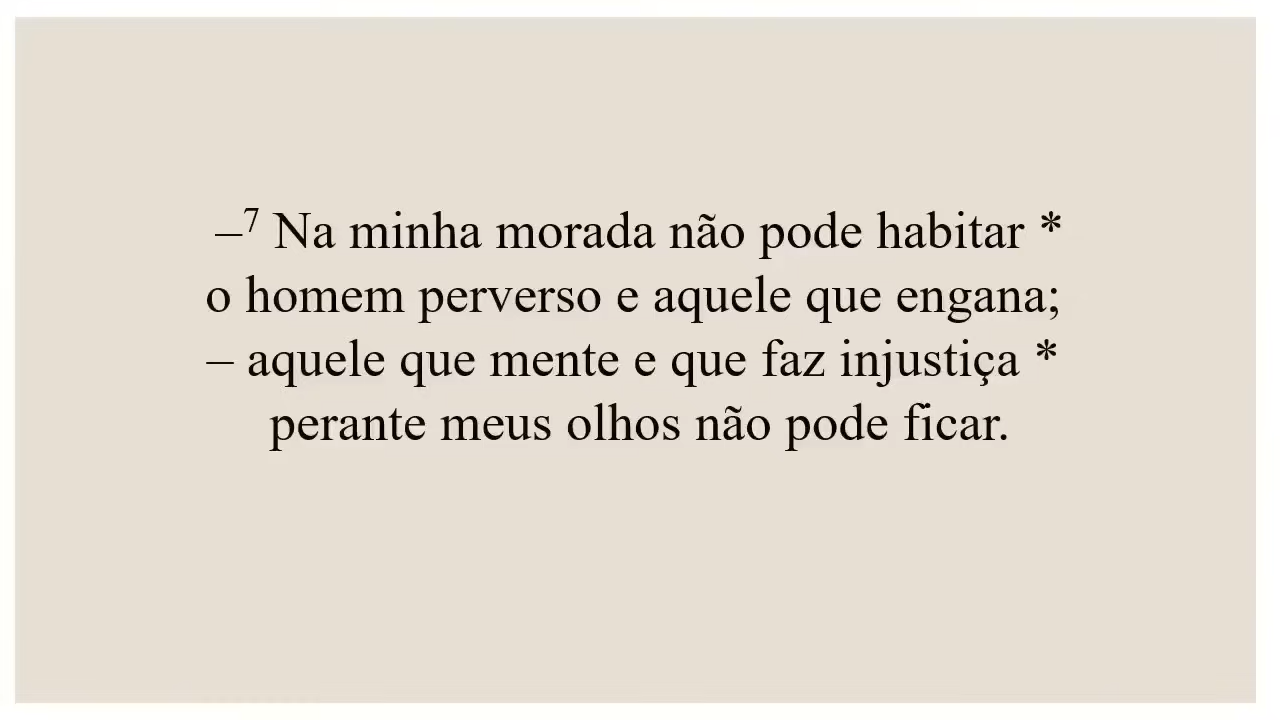 –⁷ Na minha morada não pode habitar *
o homem perverso e aquele que engana;
– aquele que mente e que faz injustiça *
perante meus olhos não pode ficar.